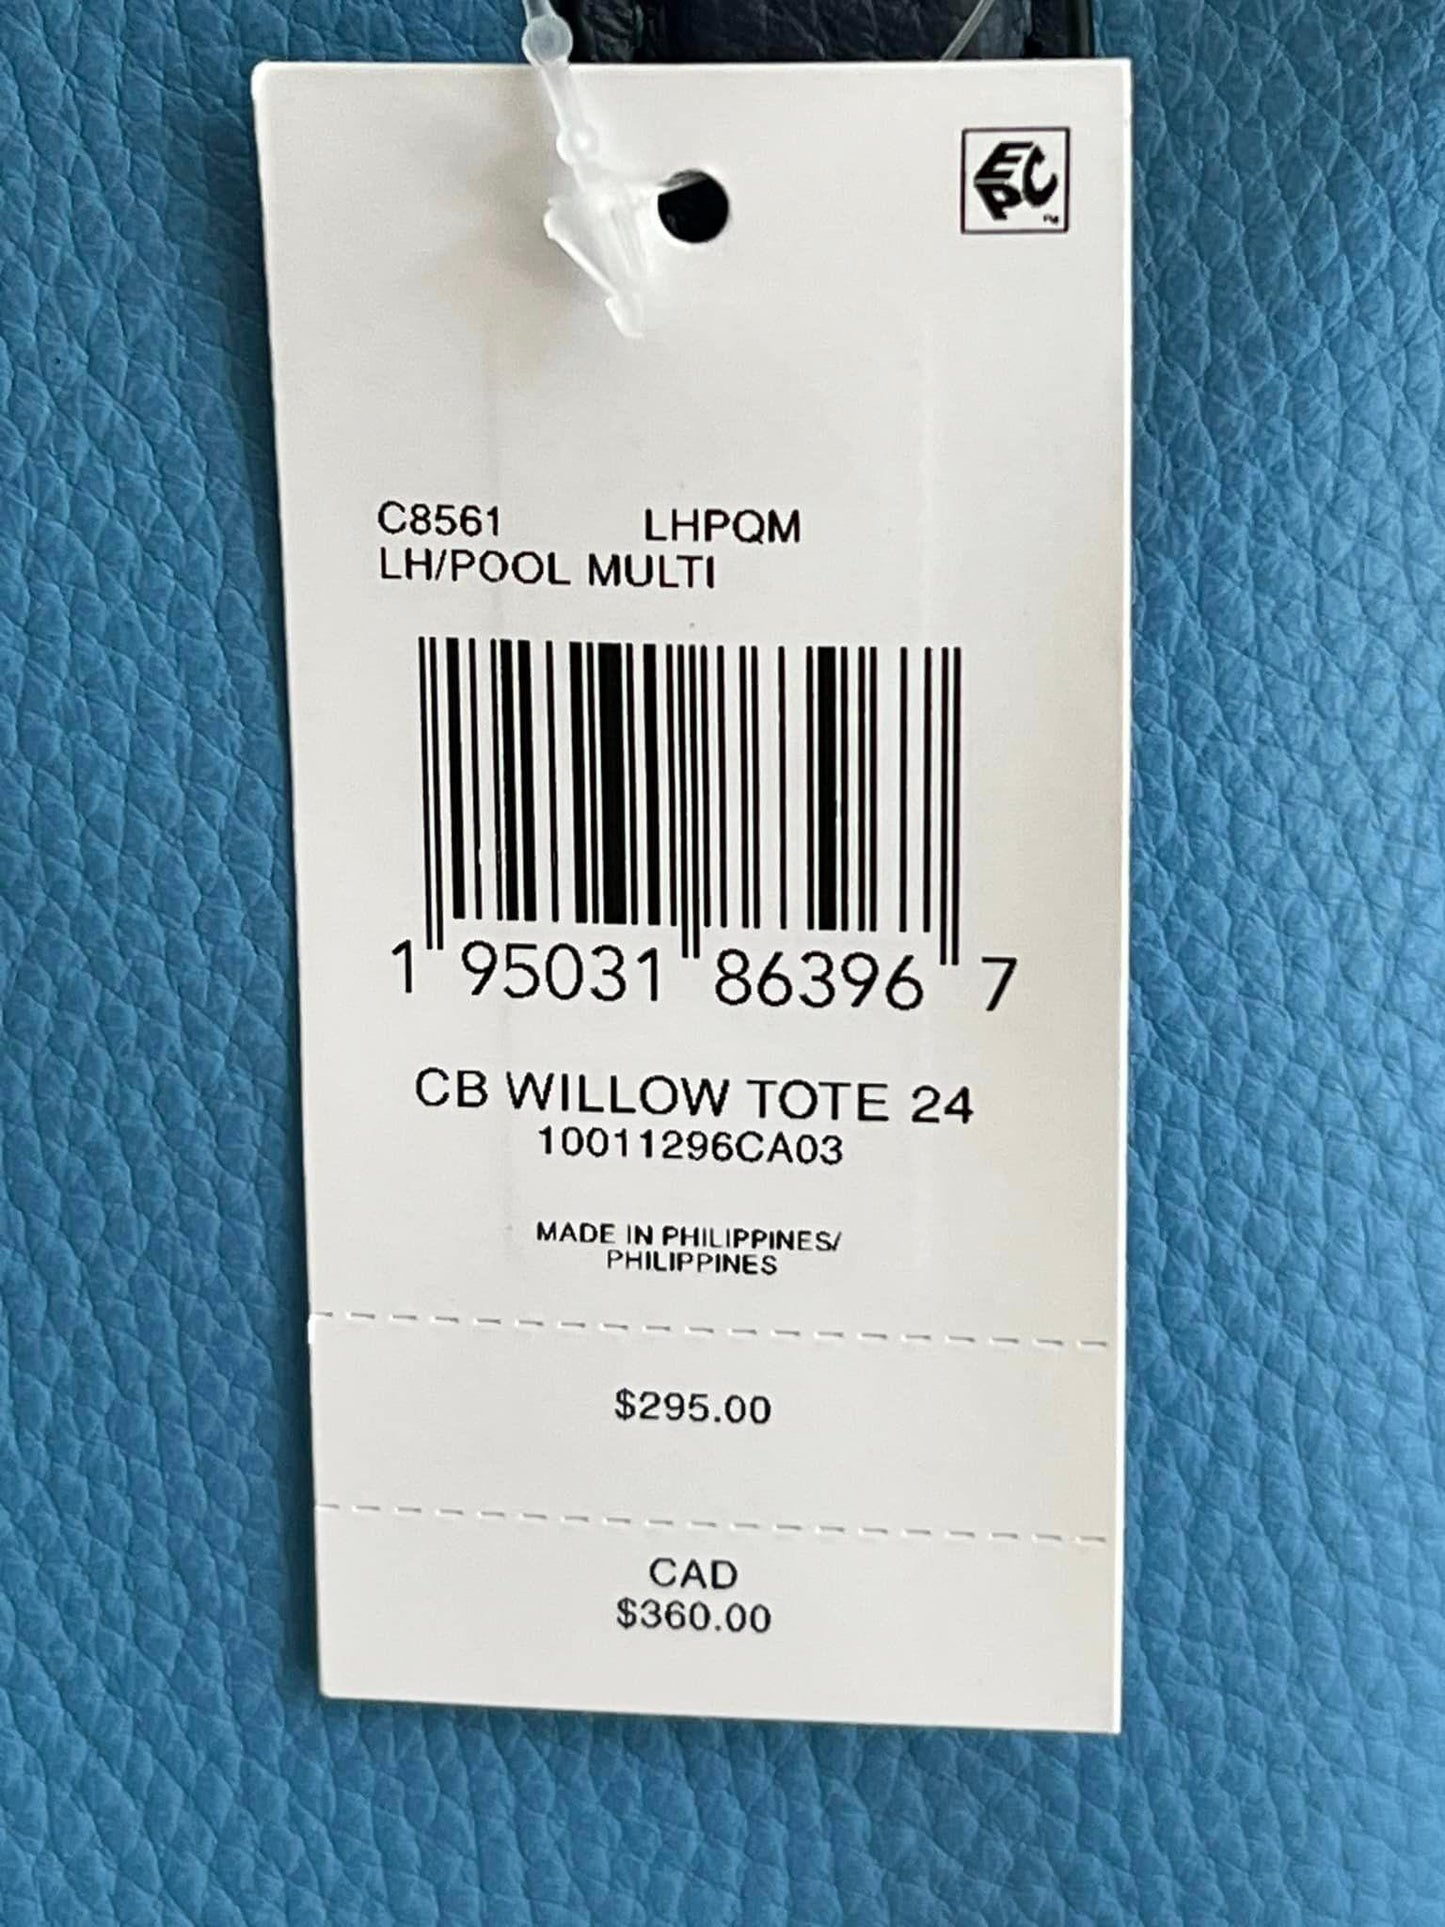 EPC™
C8561 LHPQM
LH/POOL MULTI
1 95031 86396 7
CB WILLOW TOTE 24
10011296CA03
MADE IN PHILIPPINES/
PHILIPPINES
$295.00
CAD
$360.00